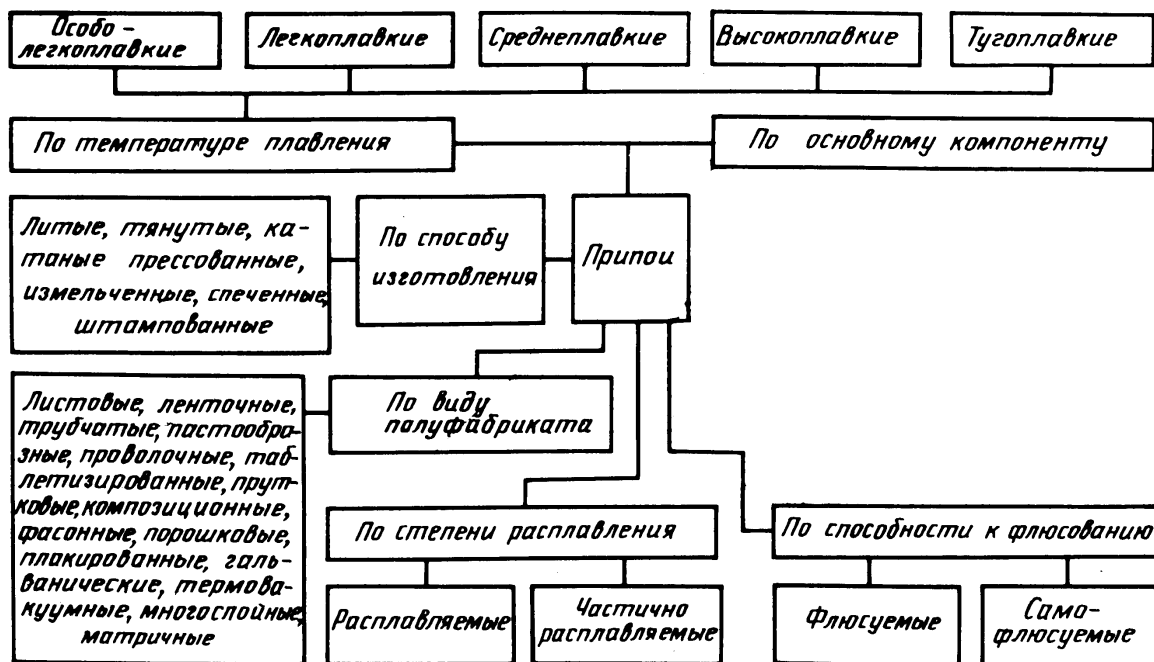 Особо-
легкоплавкие
Легкоплавкие
Среднеплавкие
Высокоплавкие
Тугоплавкие
По температуре плавления
По основному компоненту
Литые, тянутые, ка-
таные прессованные,
измельченные, спеченные,
штампованные
По способу
изготовления
Припои
Листовые, ленточные,
трубчатые, пастообра-
зные, проволочные, таб-
летизированные, прут-
ковые, композиционные,
фасонные, порошковые,
плакированные, галь-
ванические, термова-
куумные, многослойные,
матричные
По виду
полуфабриката
По степени расплавления
По способности к флюсованию
Расплавляемые
Частично
расплавляемые
Флюсуемые
Само-
флюсуемые